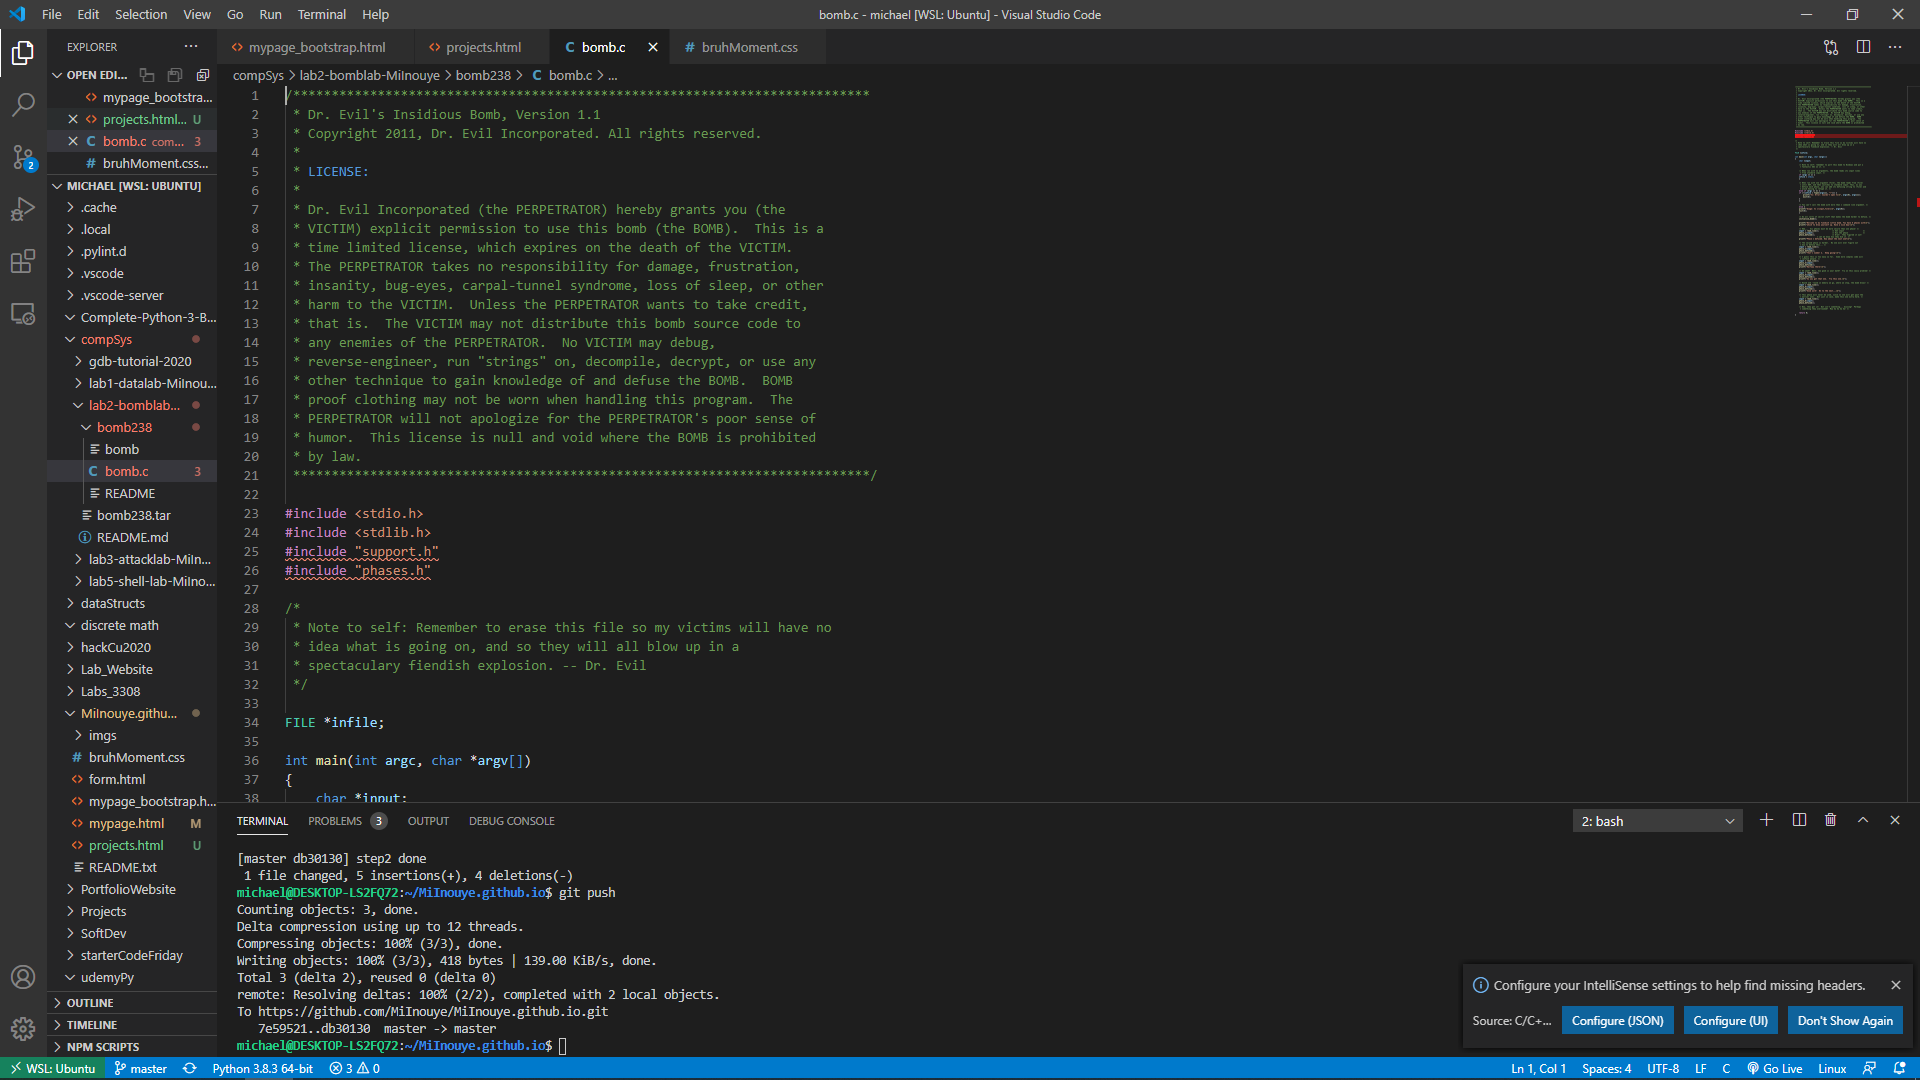 File Edit Selection View Go Run Terminal Help
bomb.c - michael [WSL: Ubuntu] - Visual Studio Code
EXPLORER
mypage_bootstrap.html
projects.html
C bomb.c
# bruhMoment.css
OPEN EDI...
mypage_bootstra...
projects.html... U
C bomb.c com... 3
# bruhMoment.css...
MICHAEL [WSL: UBUNTU]
.cache
.local
.pylint.d
.vscode
.vscode-server
Complete-Python-3-B...
compSys
gdb-tutorial-2020
lab1-datalab-MiInou...
lab2-bomblab...
bomb238
bomb
C bomb.c 3
README
bomb238.tar
README.md
lab3-attacklab-MiIn...
lab5-shell-lab-MiIno...
dataStructs
discrete math
hackCu2020
Lab_Website
Labs_3308
MiInouye.githu...
imgs
# bruhMoment.css
form.html
mypage_bootstrap.h...
mypage.html M
projects.html U
README.txt
PortfolioWebsite
Projects
SoftDev
starterCodeFriday
udemyPy
OUTLINE
TIMELINE
NPM SCRIPTS
2
compSys > lab2-bomblab-MiInouye > bomb238 > C bomb.c > ...
1 /***************************************************************************
2 * Dr. Evil's Insidious Bomb, Version 1.1
3 * Copyright 2011, Dr. Evil Incorporated. All rights reserved.
4 *
5 * LICENSE:
6 *
7 * Dr. Evil Incorporated (the PERPETRATOR) hereby grants you (the
8 * VICTIM) explicit permission to use this bomb (the BOMB).  This is a
9 * time limited license, which expires on the death of the VICTIM.
10 * The PERPETRATOR takes no responsibility for damage, frustration,
11 * insanity, bug-eyes, carpal-tunnel syndrome, loss of sleep, or other
12 * harm to the VICTIM.  Unless the PERPETRATOR wants to take credit,
13 * that is.  The VICTIM may not distribute this bomb source code to
14 * any enemies of the PERPETRATOR.  No VICTIM may debug,
15 * reverse-engineer, run "strings" on, decompile, decrypt, or use any
16 * other technique to gain knowledge of and defuse the BOMB.  BOMB
17 * proof clothing may not be worn when handling this program.  The
18 * PERPETRATOR will not apologize for the PERPETRATOR's poor sense of
19 * humor.  This license is null and void where the BOMB is prohibited
20 * by law.
21 ***************************************************************************/
22
23 #include <stdio.h>
24 #include <stdlib.h>
25 #include "support.h"
26 #include "phases.h"
27
28 /*
29 * Note to self: Remember to erase this file so my victims will have no
30 * idea what is going on, and so they will all blow up in a
31 * spectaculary fiendish explosion. -- Dr. Evil
32 */
33
34 FILE *infile;
35
36 int main(int argc, char *argv[])
37 {
38 char *input;
TERMINAL PROBLEMS 3 OUTPUT DEBUG CONSOLE
2: bash
[master db30130] step2 done
1 file changed, 5 insertions(+), 4 deletions(-)
michael@DESKTOP-LS2FQ72:~/MiInouye.github.io$ git push
Counting objects: 3, done.
Delta compression using up to 12 threads.
Compressing objects: 100% (3/3), done.
Writing objects: 100% (3/3), 418 bytes | 139.00 KiB/s, done.
Total 3 (delta 2), reused 0 (delta 0)
remote: Resolving deltas: 100% (2/2), completed with 2 local objects.
To https://github.com/MiInouye/MiInouye.github.io.git
7e59521..db30130  master -> master
michael@DESKTOP-LS2FQ72:~/MiInouye.github.io$
Configure your IntelliSense settings to help find missing headers.
Source: C/C+...
Configure (JSON)
Configure (UI)
Don't Show Again
WSL: Ubuntu
master
Python 3.8.3 64-bit
3 0
Ln 1, Col 1
Spaces: 4
UTF-8
LF
C
Go Live
Linux